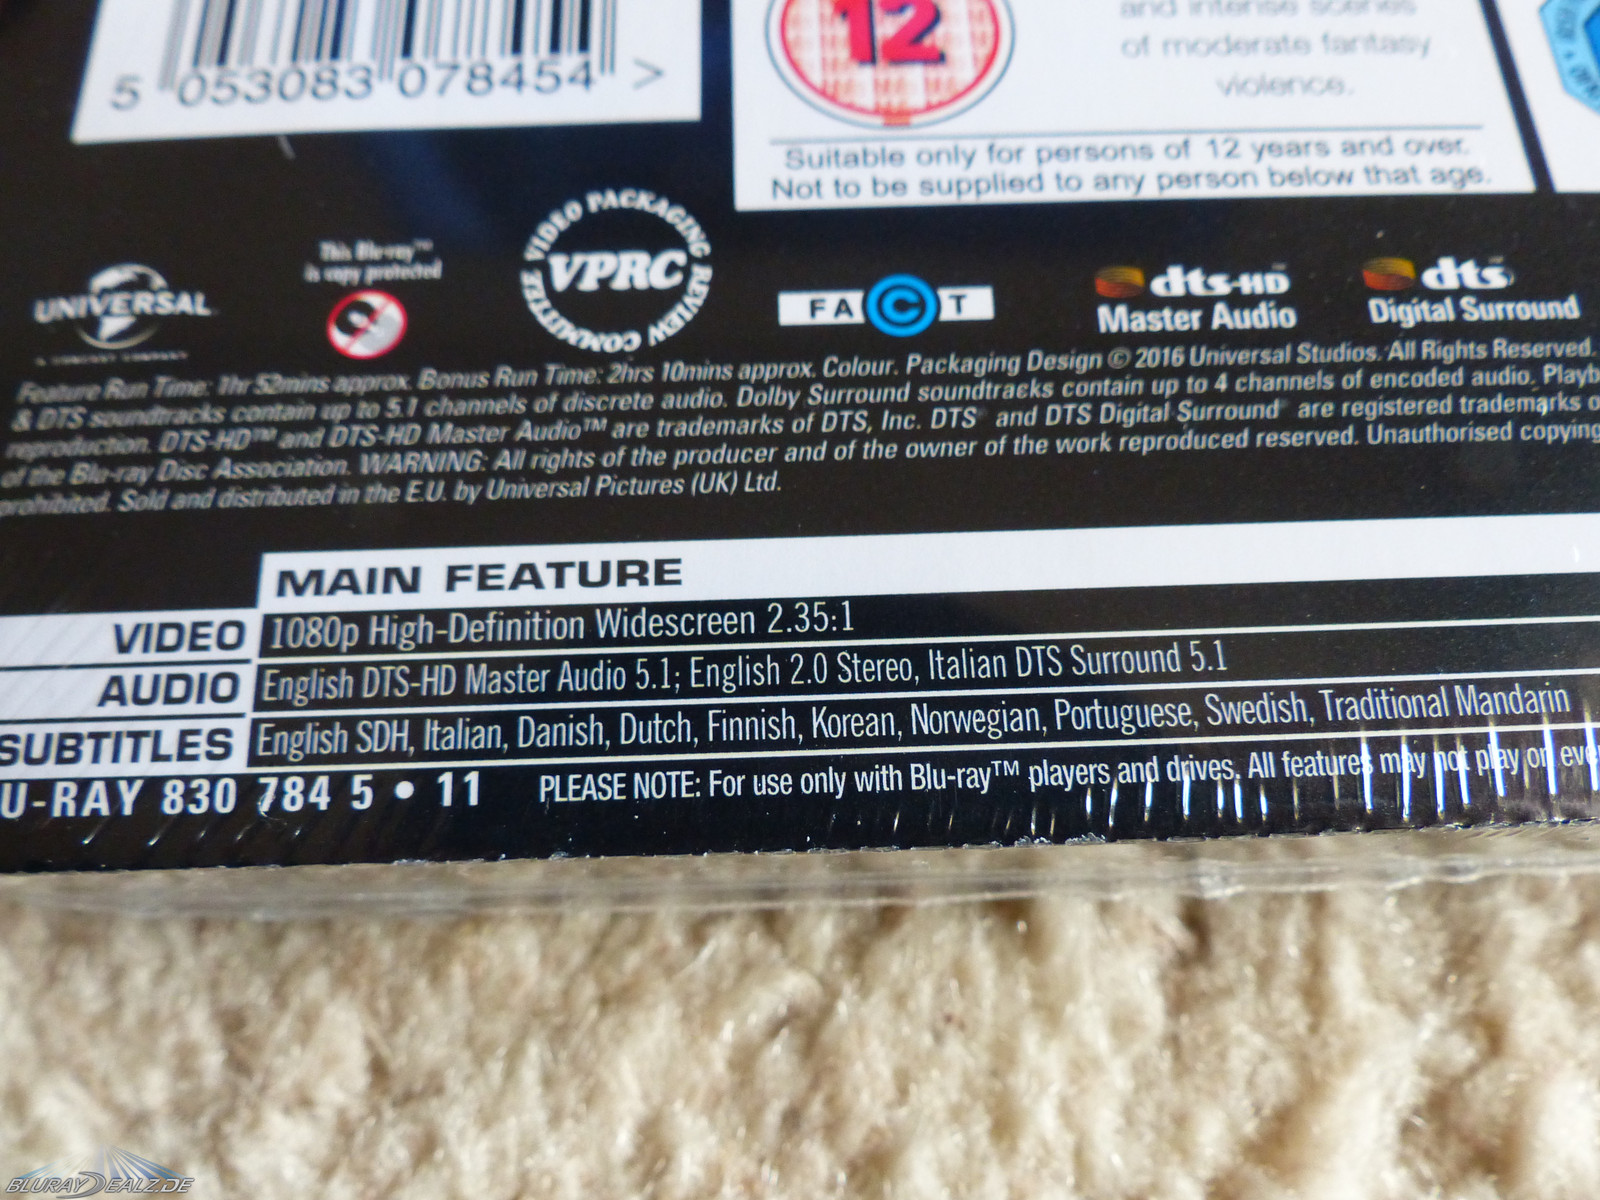 5 053083 078454 >
12
and intense scenes
of moderate fantasy
violence.
Suitable only for persons of 12 years and over.
Not to be supplied to any person below that age.
UNIVERSAL
This Blu-ray™
is copy protected
VIDEO PACKAGING REVIEW COMMITTEE
VPRC
FACT
dts-HD
Master Audio
dts
Digital Surround
Feature Run Time: 1hr 52mins approx. Bonus Run Time: 2hrs 10mins approx. Colour. Packaging Design © 2016 Universal Studios. All Rights Reserved.
& DTS soundtracks contain up to 5.1 channels of discrete audio. Dolby Surround soundtracks contain up to 4 channels of encoded audio. Playb
reproduction. DTS-HD™ and DTS-HD Master Audio™ are trademarks of DTS, Inc. DTS and DTS Digital Surround are registered trademarks o
of the Blu-ray Disc Association. WARNING: All rights of the producer and of the owner of the work reproduced reserved. Unauthorised copying
prohibited. Sold and distributed in the E.U. by Universal Pictures (UK) Ltd.
MAIN FEATURE
VIDEO 1080p High-Definition Widescreen 2.35:1
AUDIO English DTS-HD Master Audio 5.1; English 2.0 Stereo, Italian DTS Surround 5.1
SUBTITLES English SDH, Italian, Danish, Dutch, Finnish, Korean, Norwegian, Portuguese, Swedish, Traditional Mandarin
U-RAY 830 784 5 • 11 PLEASE NOTE: For use only with Blu-ray™ players and drives. All features may not play on eve
BLURAYDEALZ.DE